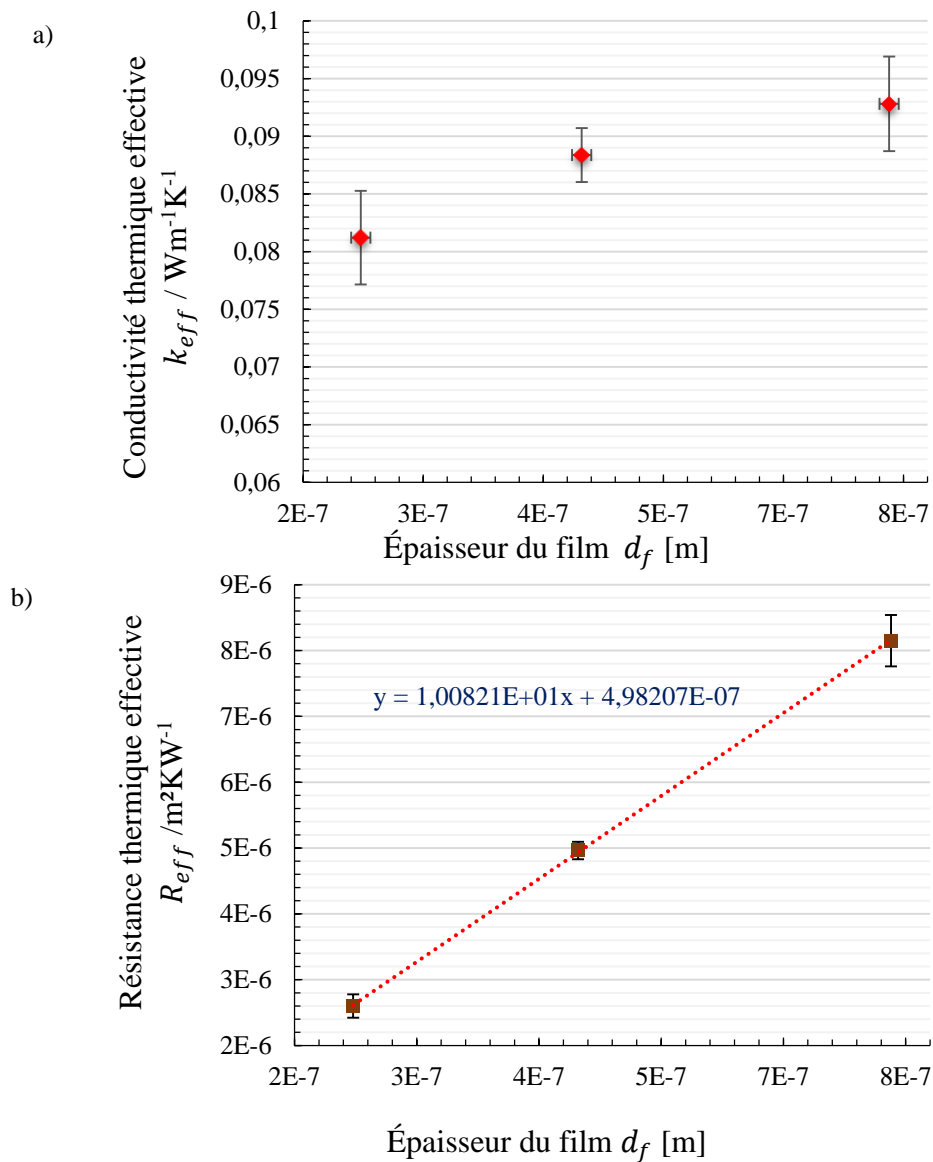 a)
Conductivité thermique effective
k_eff / Wm⁻¹K⁻¹
0,1
0,095
0,09
0,085
0,08
0,075
0,07
0,065
0,06
2E-7 3E-7 4E-7 5E-7 7E-7 8E-7
Épaisseur du film d_f [m]
b)
Résistance thermique effective
R_eff /m²KW⁻¹
9E-6
8E-6
7E-6
6E-6
5E-6
4E-6
3E-6
2E-6
y = 1,00821E+01x + 4,98207E-07
2E-7 3E-7 4E-7 5E-7 7E-7 8E-7
Épaisseur du film d_f [m]